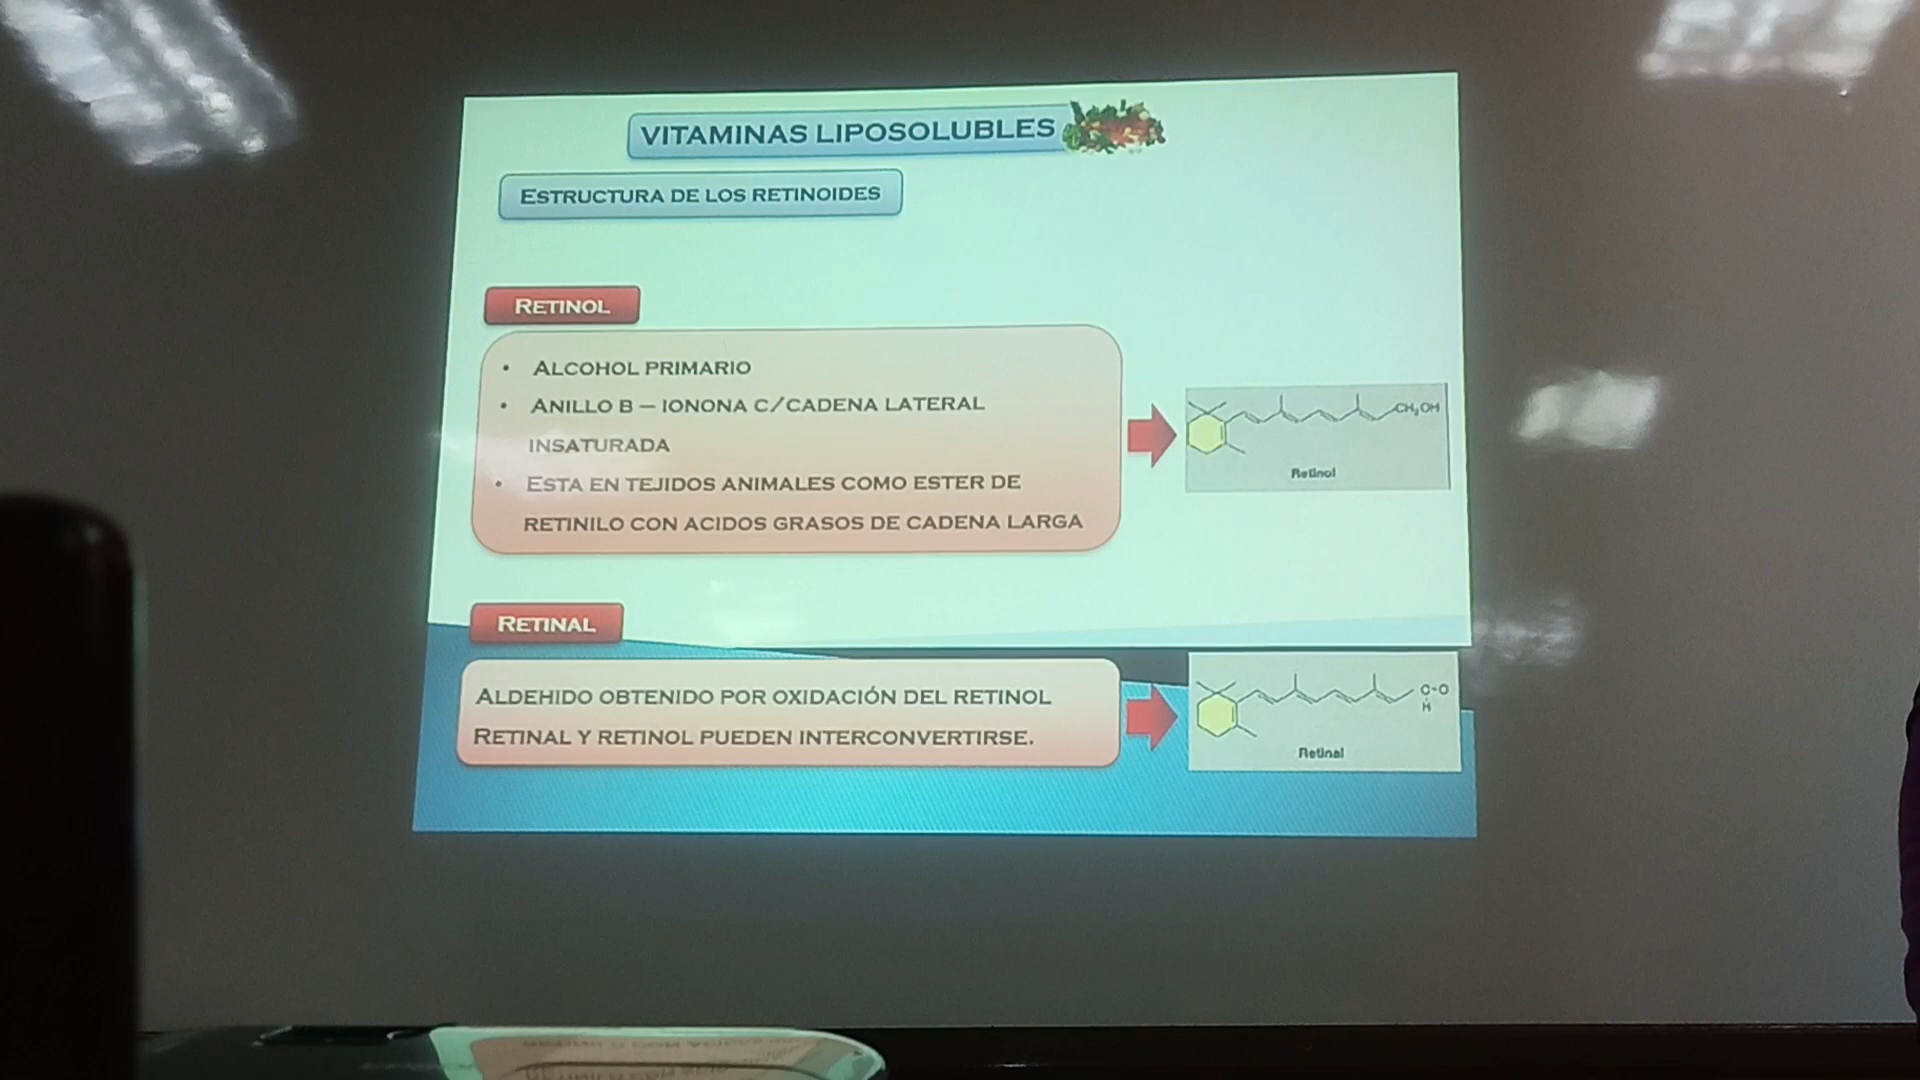 VITAMINAS LIPOSOLUBLES
ESTRUCTURA DE LOS RETINOIDES
RETINOL
• ALCOHOL PRIMARIO
• ANILLO B – IONONA C/CADENA LATERAL
INSATURADA
• ESTA EN TEJIDOS ANIMALES COMO ESTER DE
RETINILO CON ACIDOS GRASOS DE CADENA LARGA
CH₂OH
Retinol
RETINAL
ALDEHIDO OBTENIDO POR OXIDACIÓN DEL RETINOL
RETINAL Y RETINOL PUEDEN INTERCONVERTIRSE.
C-O
H
Retinal